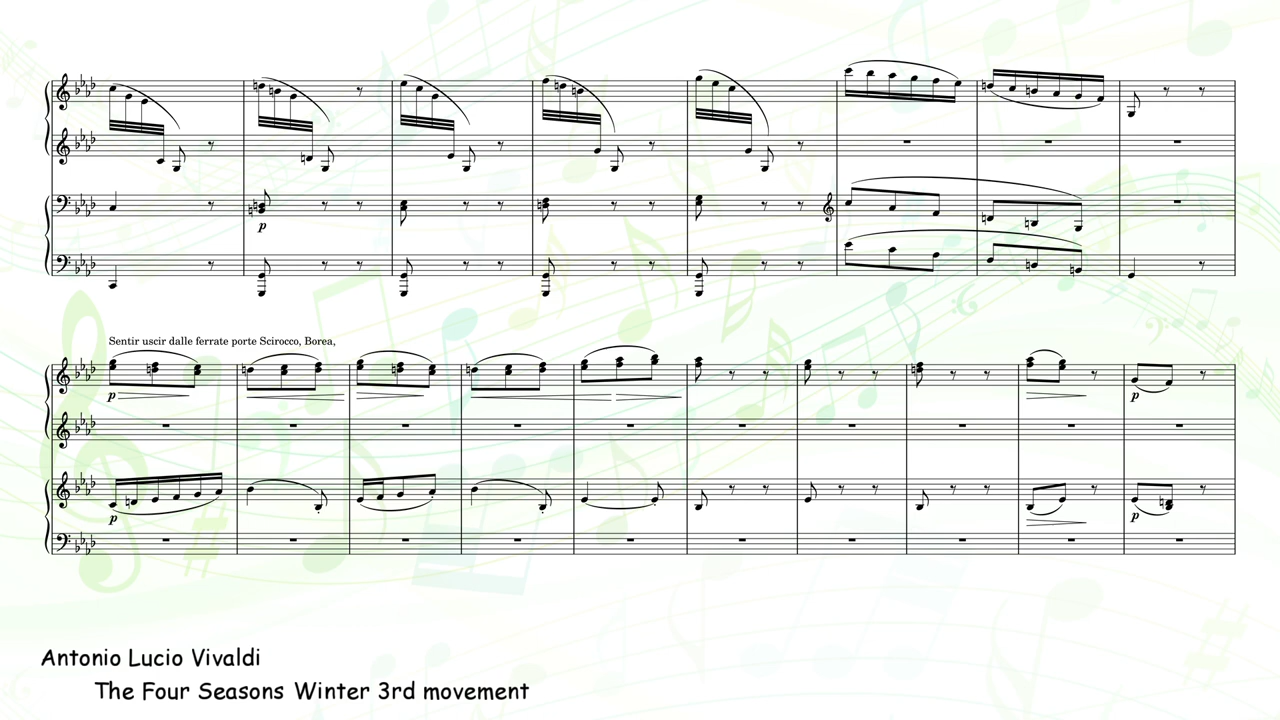 p
Sentir uscir dalle ferrate porte Scirocco, Borea,
p p
p p
Antonio Lucio Vivaldi
The Four Seasons Winter 3rd movement